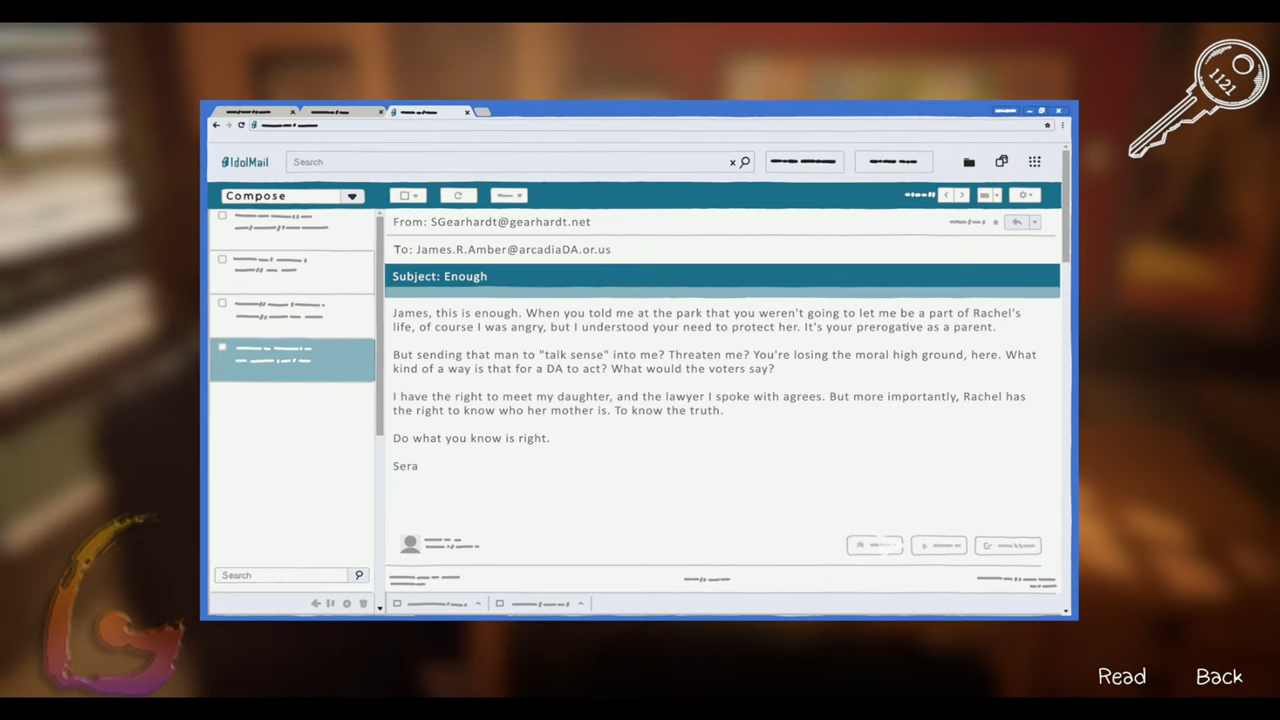 1121
IdolMail
Search
Compose
From: SGearhardt@gearhardt.net
To: James.R.Amber@arcadiaDA.or.us
Subject: Enough
James, this is enough. When you told me at the park that you weren't going to let me be a part of Rachel's
life, of course I was angry, but I understood your need to protect her. It's your prerogative as a parent.
But sending that man to "talk sense" into me? Threaten me? You're losing the moral high ground, here. What
kind of a way is that for a DA to act? What would the voters say?
I have the right to meet my daughter, and the lawyer I spoke with agrees. But more importantly, Rachel has
the right to know who her mother is. To know the truth.
Do what you know is right.
Sera
Search
Read Back